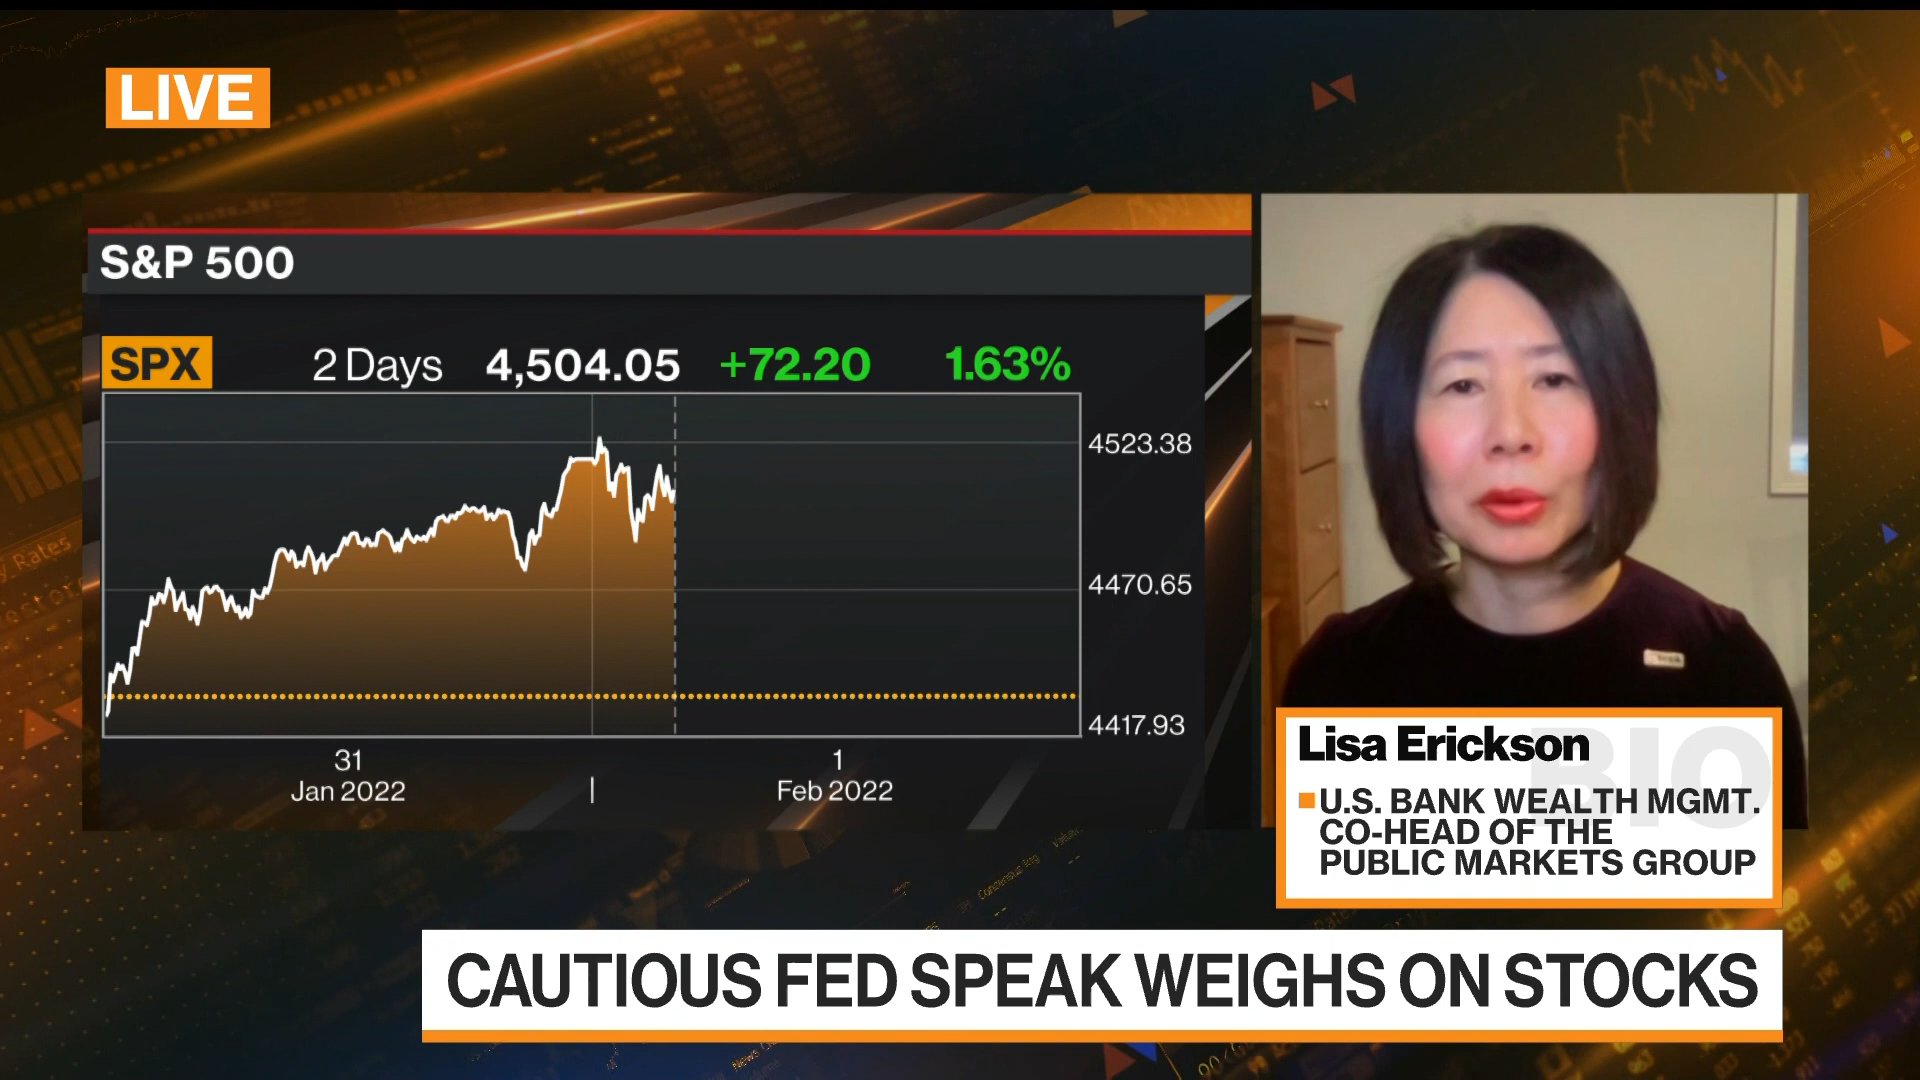 LIVE
S&P 500
SPX 2 Days 4,504.05 +72.20 1.63%
4523.38
4470.65
4417.93
31 1
Jan 2022 Feb 2022
BIO
Lisa Erickson
U.S. BANK WEALTH MGMT.
CO-HEAD OF THE
PUBLIC MARKETS GROUP
CAUTIOUS FED SPEAK WEIGHS ON STOCKS